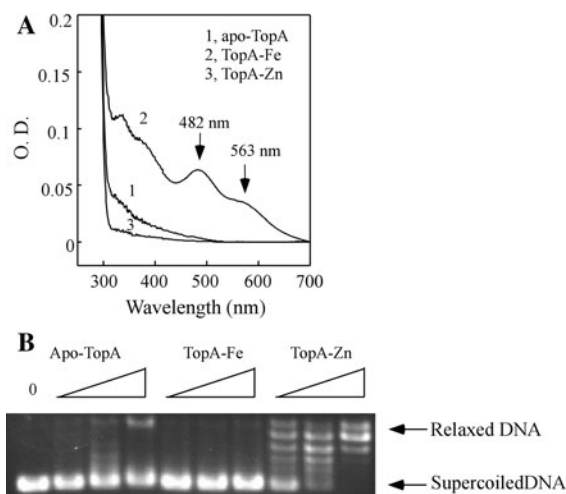 A
0.2
0.15
0.1
0.05
0
O. D.
1, apo-TopA
2, TopA-Fe
3, TopA-Zn
2
482 nm
563 nm
1
3
300 400 500 600 700
Wavelength (nm)
B
Apo-TopA TopA-Fe TopA-Zn
0
Relaxed DNA
SupercoiledDNA